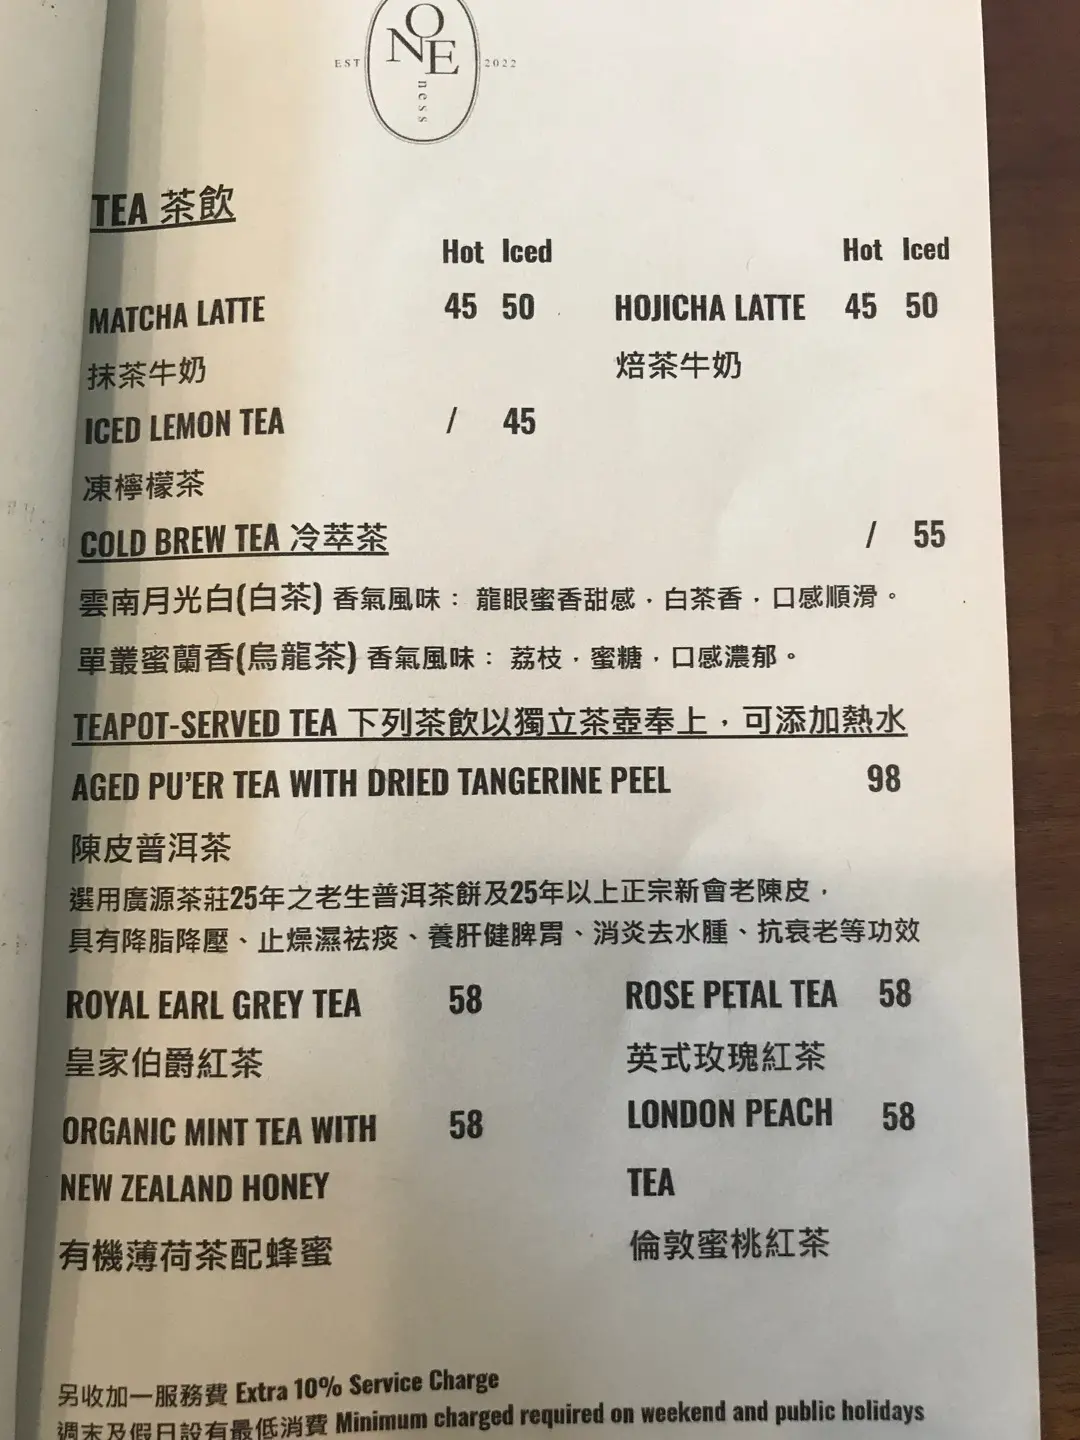 ONE
ness
EST 2022
TEA 茶飲
Hot Iced Hot Iced
MATCHA LATTE 45 50 HOJICHA LATTE 45 50
抹茶牛奶 焙茶牛奶
ICED LEMON TEA / 45
凍檸檬茶
COLD BREW TEA 冷萃茶 / 55
雲南月光白(白茶) 香氣風味： 龍眼蜜香甜感．白茶香．口感順滑。
單叢蜜蘭香(烏龍茶) 香氣風味： 荔枝．蜜糖．口感濃郁。
TEAPOT-SERVED TEA 下列茶飲以獨立茶壺奉上，可添加熱水
AGED PU'ER TEA WITH DRIED TANGERINE PEEL 98
陳皮普洱茶
選用廣源茶莊25年之老生普洱茶餅及25年以上正宗新會老陳皮，
具有降脂降壓、止燥濕祛痰、養肝健脾胃、消炎去水腫、抗衰老等功效
ROYAL EARL GREY TEA 58 ROSE PETAL TEA 58
皇家伯爵紅茶 英式玫瑰紅茶
ORGANIC MINT TEA WITH 58 LONDON PEACH 58
NEW ZEALAND HONEY TEA
有機薄荷茶配蜂蜜 倫敦蜜桃紅茶
另收加一服務費 Extra 10% Service Charge
週末及假日設有最低消費 Minimum charged required on weekend and public holidays